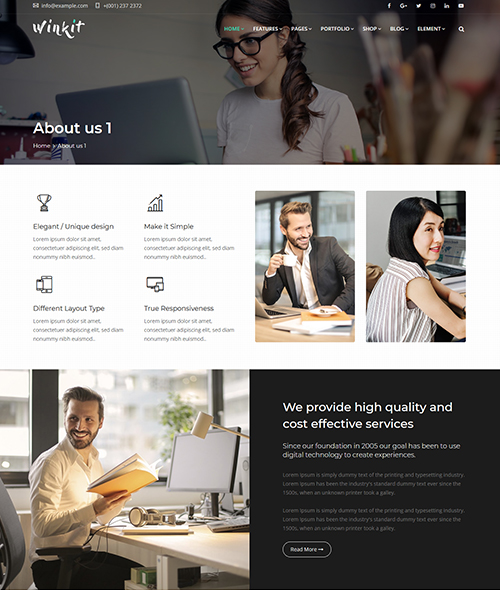 info@example.com +(001) 237 2372
winkit
HOME FEATURES PAGES PORTFOLIO SHOP BLOG ELEMENT
About us 1
Home > About us 1
Elegant / Unique design
Lorem ipsum dolor sit amet,
consectetuer adipiscing elit, sed diam
nonummy nibh euismod..
Make it Simple
Lorem ipsum dolor sit amet,
consectetuer adipiscing elit, sed diam
nonummy nibh euismod..
Different Layout Type
Lorem ipsum dolor sit amet,
consectetuer adipiscing elit, sed diam
nonummy nibh euismod..
True Responsiveness
Lorem ipsum dolor sit amet,
consectetuer adipiscing elit, sed diam
nonummy nibh euismod..
We provide high quality and
cost effective services
Since our foundation in 2005 our goal has been to use
digital technology to create experiences.
Lorem Ipsum is simply dummy text of the printing and typesetting industry.
Lorem Ipsum has been the industry's standard dummy text ever since the
1500s, when an unknown printer took a galley.
Lorem Ipsum is simply dummy text of the printing and typesetting industry.
Lorem Ipsum has been the industry's standard dummy text ever since the
1500s, when an unknown printer took a galley.
Read More